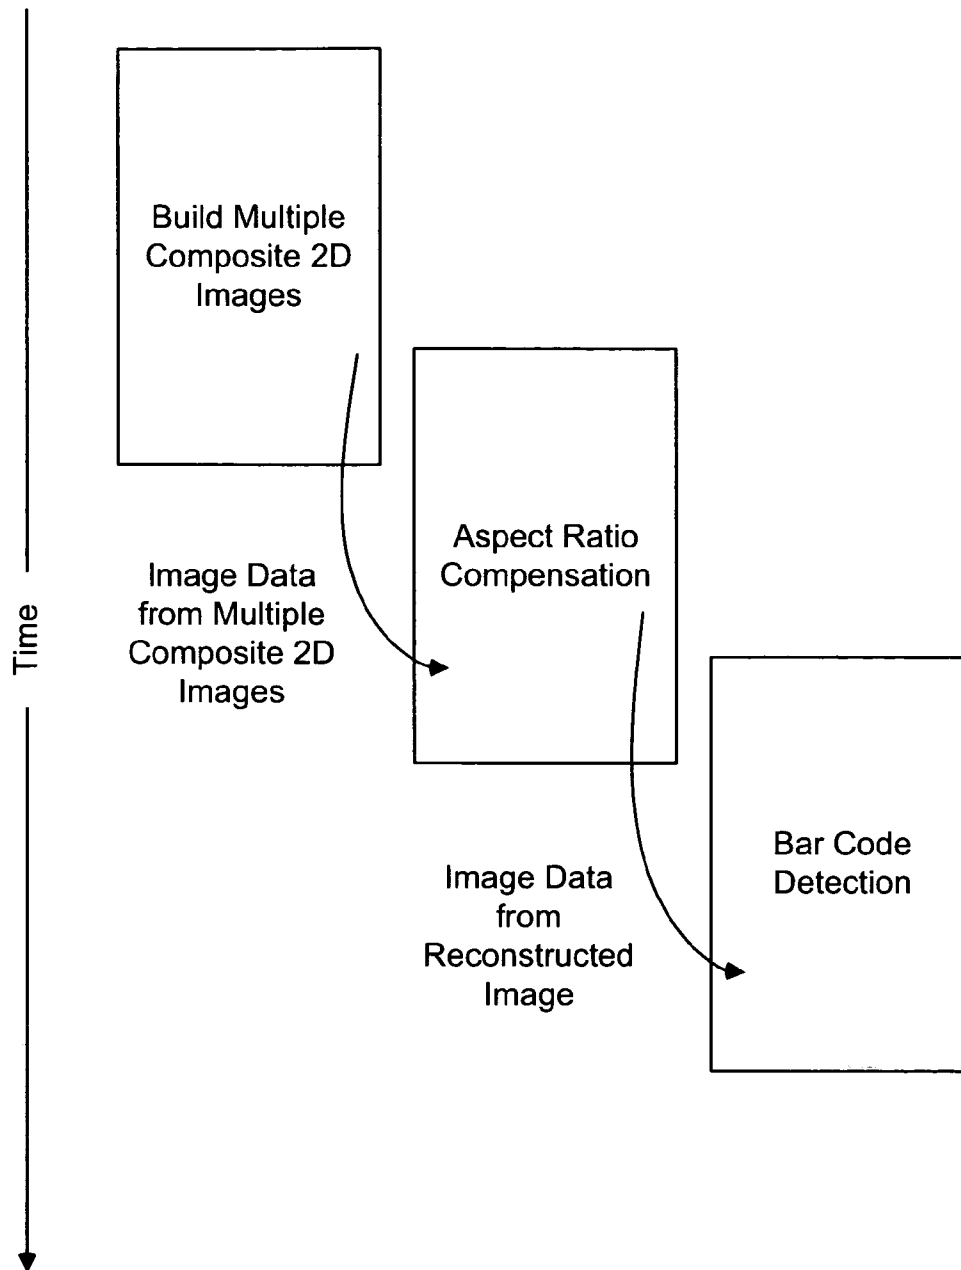 Build Multiple
Composite 2D
Images
Aspect Ratio
Compensation
Image Data
from Multiple
Composite 2D
Images
Time
Bar Code
Detection
Image Data
from
Reconstructed
Image